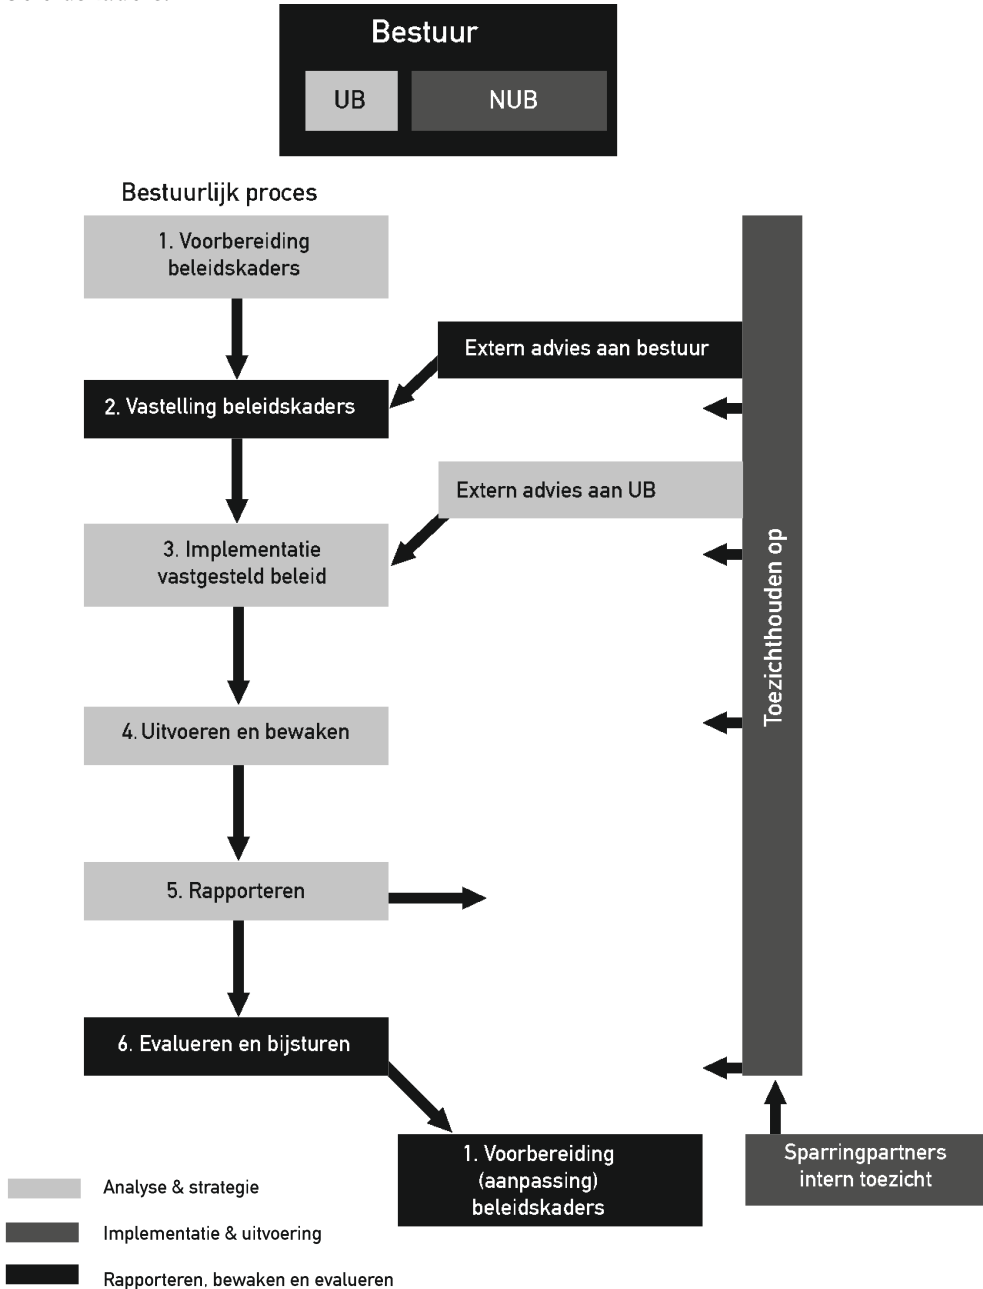 Bestuur
UB
NUB
Bestuurlijk proces
1. Voorbereiding
beleidskaders
Extern advies aan bestuur
2. Vastelling beleidskaders
Extern advies aan UB
3. Implementatie
vastgesteld beleid
Toezichthouden op
4. Uitvoeren en bewaken
5. Rapporteren
6. Evalueren en bijsturen
1. Voorbereiding
(aanpassing)
beleidskaders
Sparringpartners
intern toezicht
Analyse & strategie
Implementatie & uitvoering
Rapporteren, bewaken en evalueren